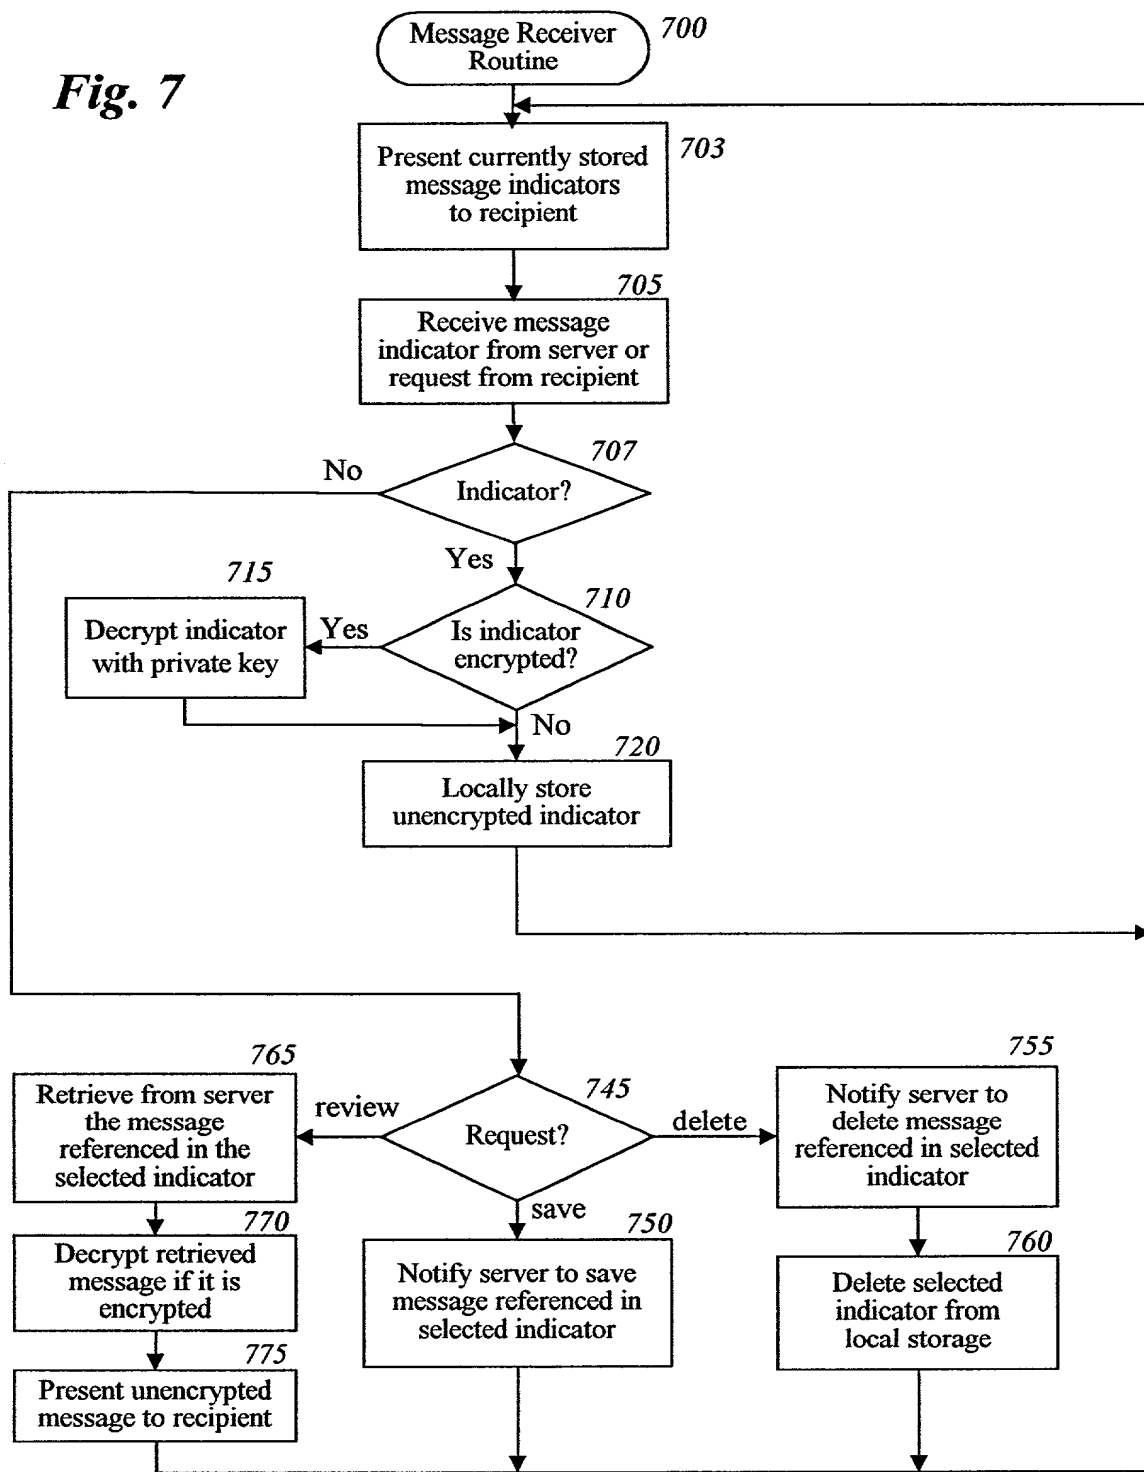 Fig. 7
Message Receiver
Routine
700
Present currently stored
message indicators
to recipient
703
705
Receive message
indicator from server or
request from recipient
707
No
Indicator?
Yes
715
710
Decrypt indicator
with private key
Yes
Is indicator
encrypted?
No
720
Locally store
unencrypted indicator
765
Retrieve from server
the message
referenced in the
selected indicator
review
745
Request?
delete
755
Notify server to
delete message
referenced in selected
indicator
save
770
Decrypt retrieved
message if it is
encrypted
750
Notify server to save
message referenced in
selected indicator
760
Delete selected
indicator from
local storage
775
Present unencrypted
message to recipient